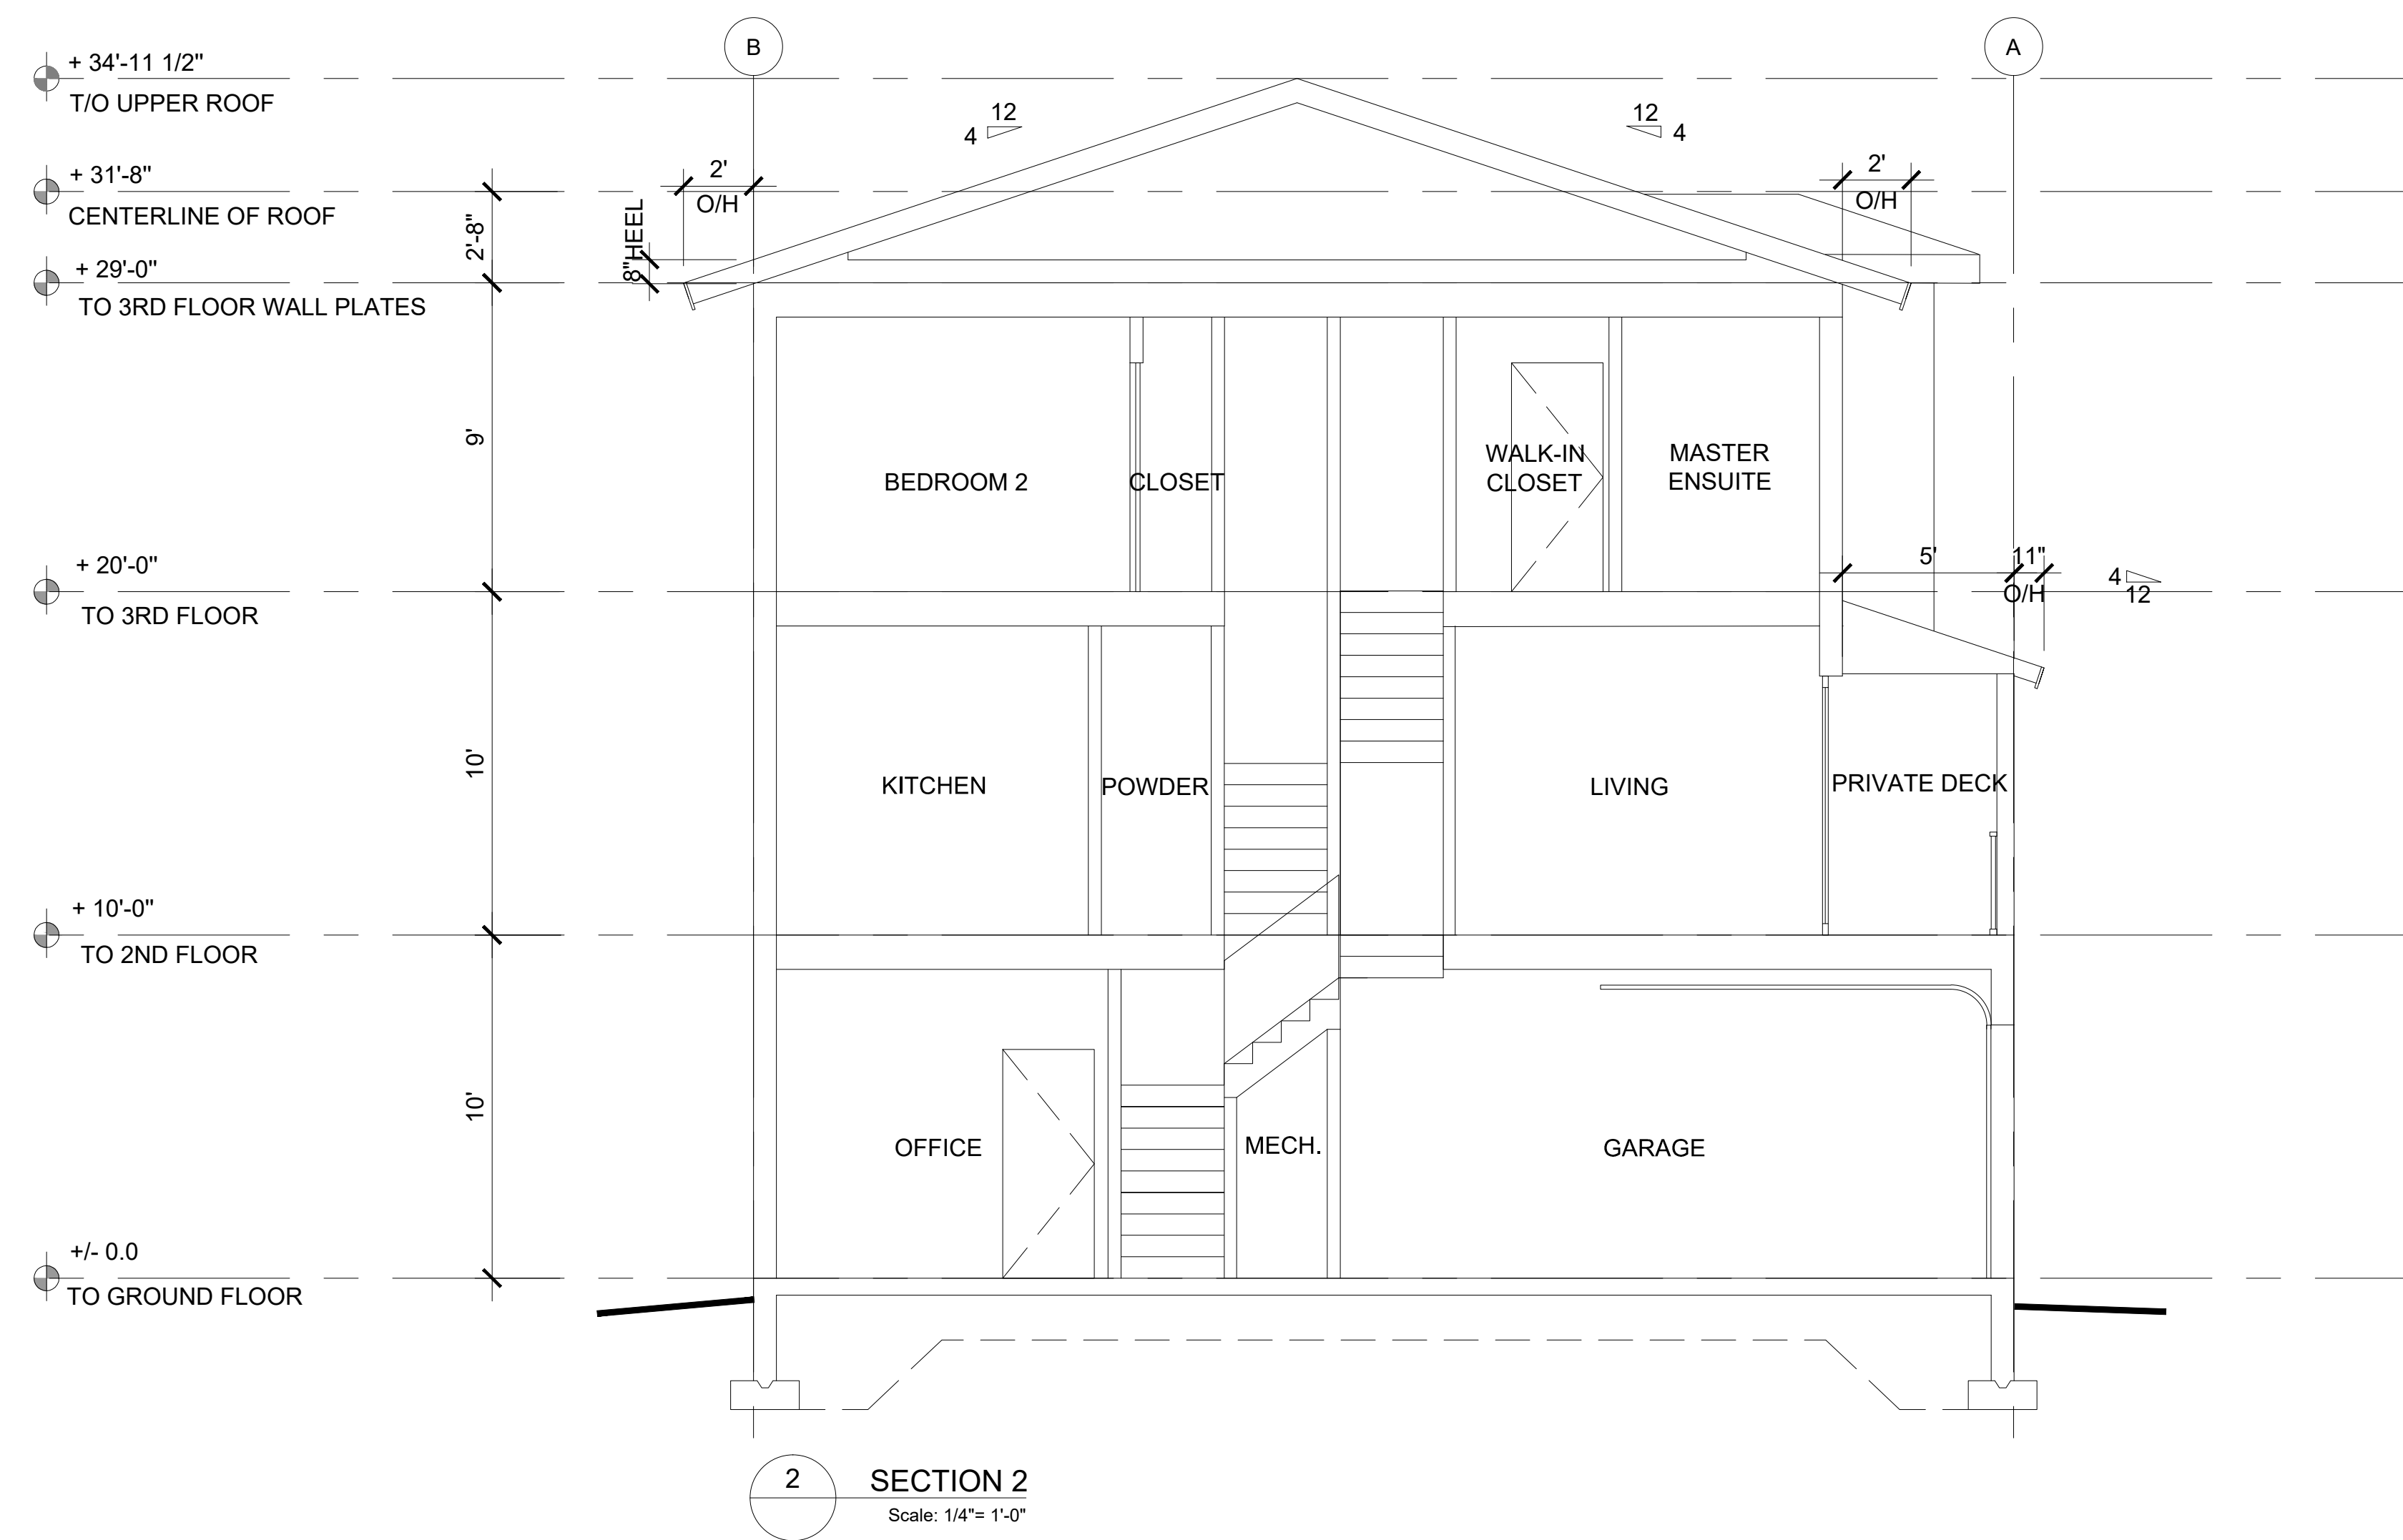 B
A
+ 34'-11 1/2"
T/O UPPER ROOF
12
4
12
4
+ 31'-8"
CENTERLINE OF ROOF
2'
O/H
2'
O/H
2'-8"
8"HEEL
+ 29'-0"
TO 3RD FLOOR WALL PLATES
9'
BEDROOM 2
CLOSET
WALK-IN
CLOSET
MASTER
ENSUITE
+ 20'-0"
TO 3RD FLOOR
5'
11"
O/H
4
12
10'
KITCHEN
POWDER
LIVING
PRIVATE DECK
+ 10'-0"
TO 2ND FLOOR
10'
OFFICE
MECH.
GARAGE
+/- 0.0
TO GROUND FLOOR
2
SECTION 2
Scale: 1/4"= 1'-0"